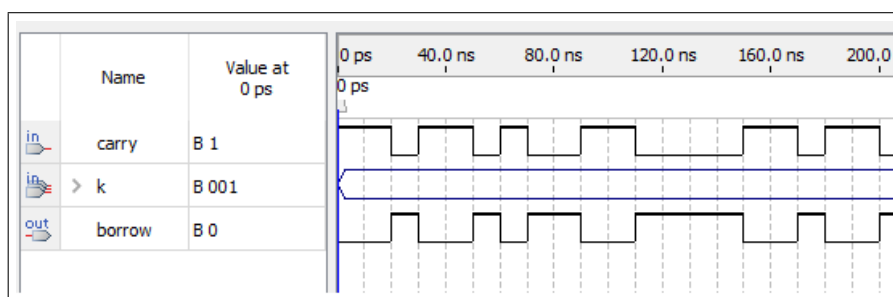 Name
Value at
0 ps
0 ps 40.0 ns 80.0 ns 120.0 ns 160.0 ns 200.0
0 ps
in carry B 1
in > k B 001
out borrow B 0